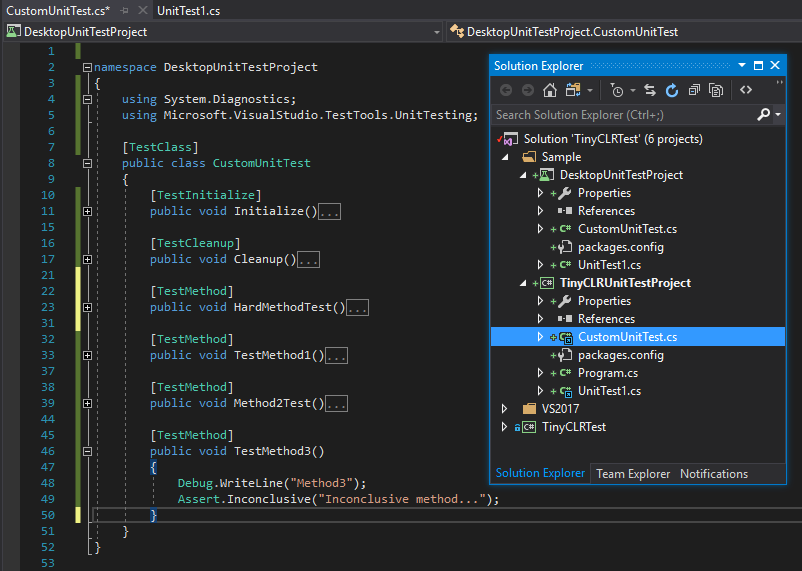 CustomUnitTest.cs*
UnitTest1.cs
DesktopUnitTestProject
DesktopUnitTestProject.CustomUnitTest
1
2 namespace DesktopUnitTestProject
3 {
4 using System.Diagnostics;
5 using Microsoft.VisualStudio.TestTools.UnitTesting;
6
7 [TestClass]
8 public class CustomUnitTest
9 {
10 [TestInitialize]
11 public void Initialize()...
15
16 [TestCleanup]
17 public void Cleanup()...
21
22 [TestMethod]
23 public void HardMethodTest()...
31
32 [TestMethod]
33 public void TestMethod1()...
37
38 [TestMethod]
39 public void Method2Test()...
44
45 [TestMethod]
46 public void TestMethod3()
47 {
48 Debug.WriteLine("Method3");
49 Assert.Inconclusive("Inconclusive method...");
50 }
51 }
52 }
53
Solution Explorer
Search Solution Explorer (Ctrl+;)
Solution 'TinyCLRTest' (6 projects)
Sample
DesktopUnitTestProject
Properties
References
C# CustomUnitTest.cs
packages.config
C# UnitTest1.cs
C# TinyCLRUnitTestProject
Properties
References
C# CustomUnitTest.cs
packages.config
C# Program.cs
C# UnitTest1.cs
VS2017
C# TinyCLRTest
Solution Explorer Team Explorer Notifications